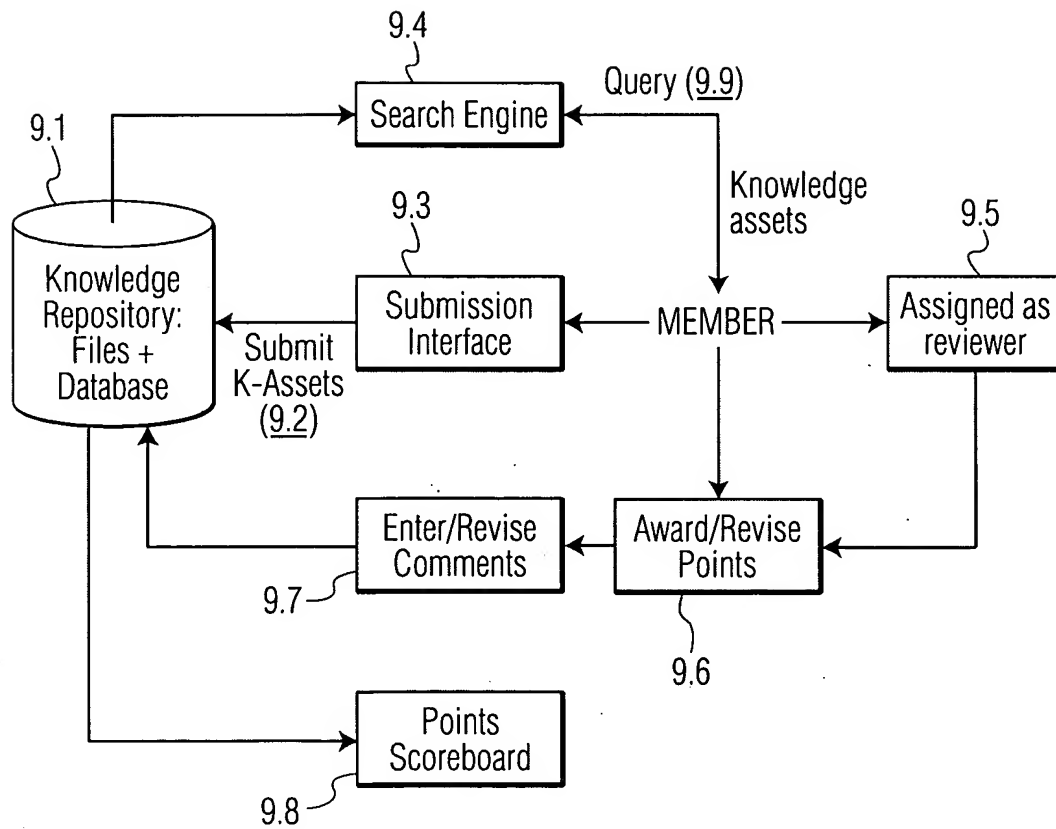 9.4
Query (9.9)
Search Engine
9.1
Knowledge
assets
9.3
9.5
Knowledge
Repository:
Files +
Database
Submission
Interface
MEMBER
Assigned as
reviewer
Submit
K-Assets
(9.2)
Enter/Revise
Comments
Award/Revise
Points
9.7
9.6
Points
Scoreboard
9.8